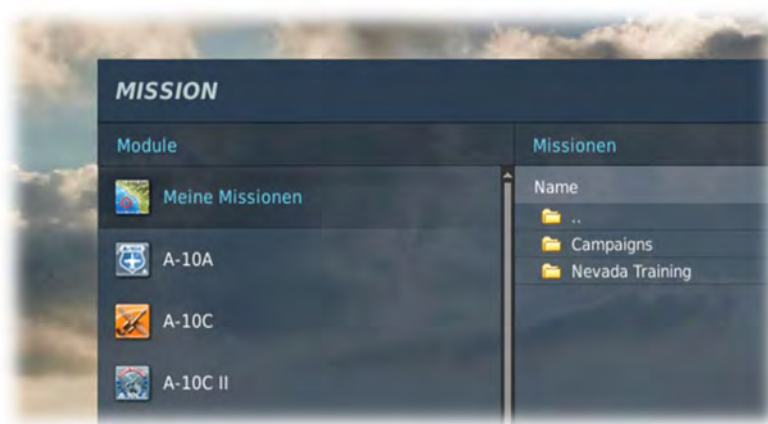 MISSION
Module
Missionen
Meine Missionen
A-10A
A-10C
A-10C II
Name
..
Campaigns
Nevada Training